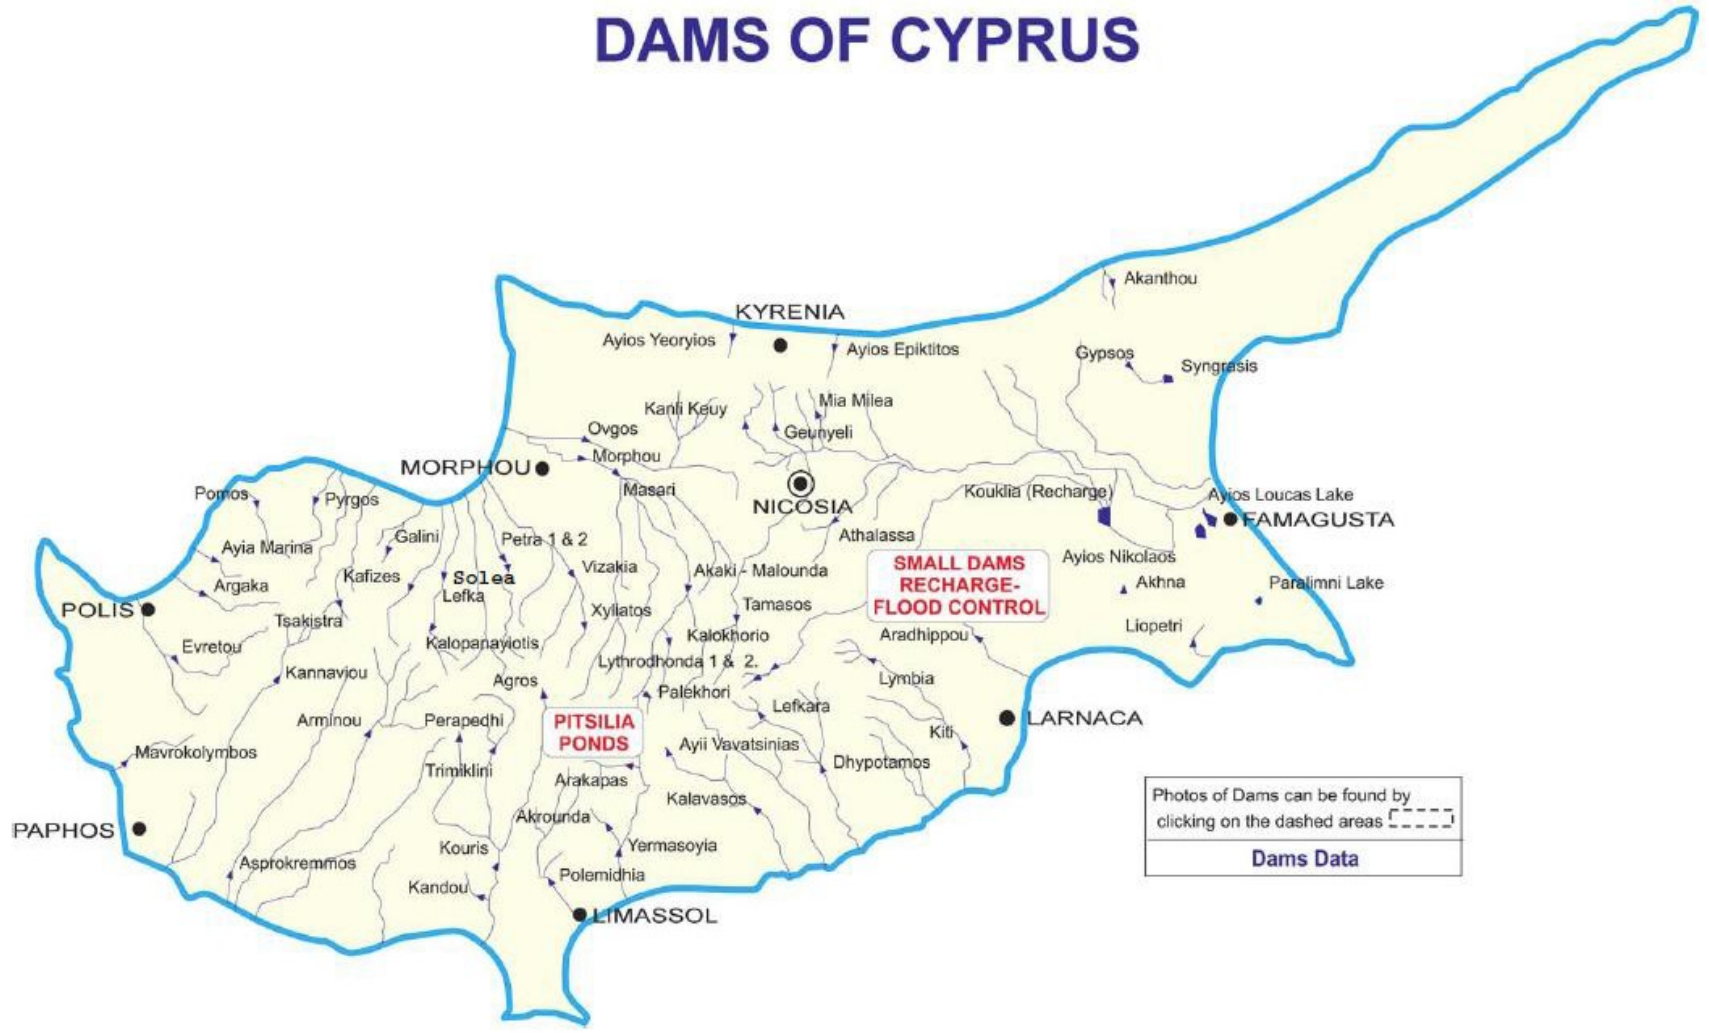 DAMS OF CYPRUS
Akanthou
KYRENIA
Ayios Yeoryios
Ayios Epiktitos
Gypsos
Syngrasis
Kanli Keuy
Mia Milea
Ovgos
Geunyeli
Morphou
MORPHOU
Masari
NICOSIA
Kouklia (Recharge)
Ayios Loucas Lake
FAMAGUSTA
Pomos
Pyrgos
Galini
Petra 1 & 2
Athalassa
Ayia Marina
Vizakia
Akaki - Malounda
SMALL DAMS
RECHARGE-
FLOOD CONTROL
Ayios Nikolaos
Akhna
Paralimni Lake
Argaka
Kafizes
Solea
Lefka
POLIS
Tsakistra
Xyliatos
Tamasos
Liopetri
Evretou
Kalopanayiotis
Kalokhorio
Aradhippou
Lythrodhonda 1 & 2.
Kannaviou
Agros
Palekhori
Lymbia
Arminou
Perapedhi
PITSILIA
PONDS
Lefkara
LARNACA
Kiti
Mavrokolymbos
Ayii Vavatsinias
Dhypotamos
Trimiklini
Arakapas
Kalavasos
Photos of Dams can be found by
clicking on the dashed areas
Dams Data
PAPHOS
Akrounda
Kouris
Yermasoyia
Asprokremmos
Polemidhia
Kandou
LIMASSOL